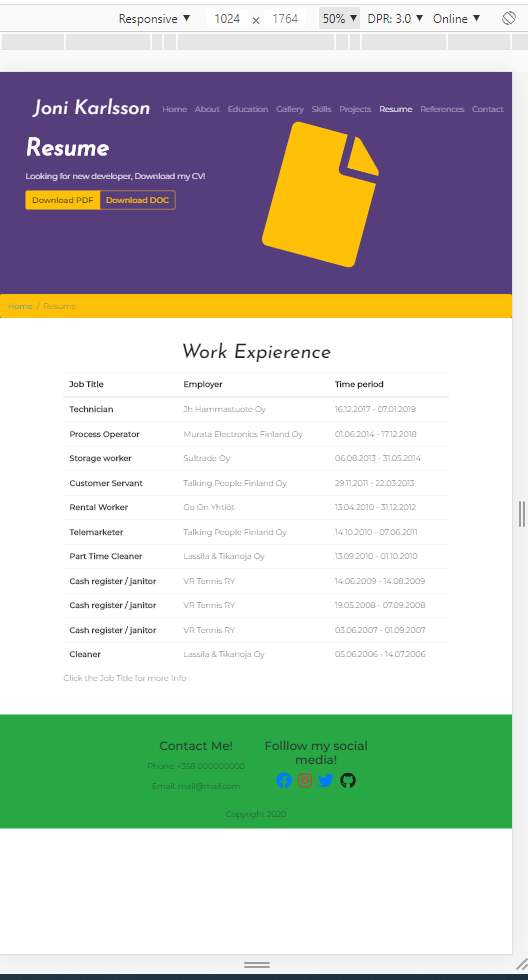 Responsive ▼ 1024 × 1764 50% ▼ DPR: 3.0 ▼ Online ▼
Joni Karlsson Home About Education Gallery Skills Projects Resume References Contact
Resume
Looking for new developer, Download my CV!
Download PDF Download DOC
Home / Resume
Work Expierence
Job Title Employer Time period
Technician Jh Hammastuote Oy 16.12.2017 - 07.01.2019
Process Operator Murata Electronics Finland Oy 01.06.2014 - 17.12.2018
Storage worker Sultrade Oy 06.08.2013 - 31.05.2014
Customer Servant Talking People Finland Oy 29.11.2011 - 22.03.2013
Rental Worker Go On Yhtiöt 13.04.2010 - 31.12.2012
Telemarketer Talking People Finland Oy 14.10.2010 - 07.06.2011
Part Time Cleaner Lassila & Tikanoja Oy 13.09.2010 - 01.10.2010
Cash register / janitor VR Tennis RY 14.06.2009 - 14.08.2009
Cash register / janitor VR Tennis RY 19.05.2008 - 07.09.2008
Cash register / janitor VR Tennis RY 03.06.2007 - 01.09.2007
Cleaner Lassila & Tikanoja Oy 05.06.2006 - 14.07.2006
Click the Job Title for more Info
Contact Me!
Phone: +358 000000000
Email: mail@mail.com
Folllow my social
media!
Copyright 2020